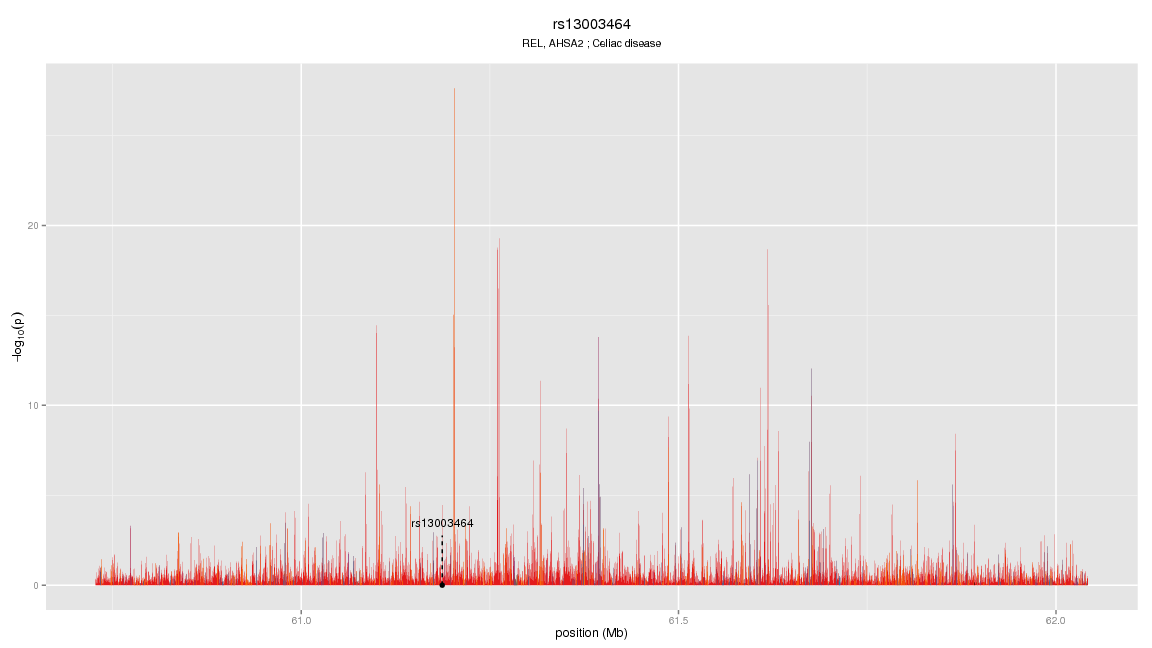 rs13003464
REL, AHSA2 ; Celiac disease
−log10(p)
20
10
0
rs13003464
61.0
61.5
62.0
position (Mb)